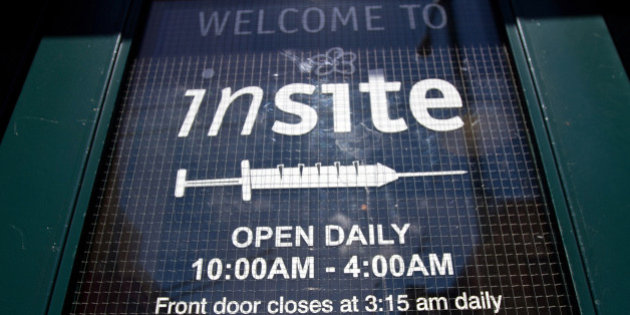 WELCOME TO
insite
OPEN DAILY
10:00AM - 4:00AM
Front door closes at 3:15 am daily